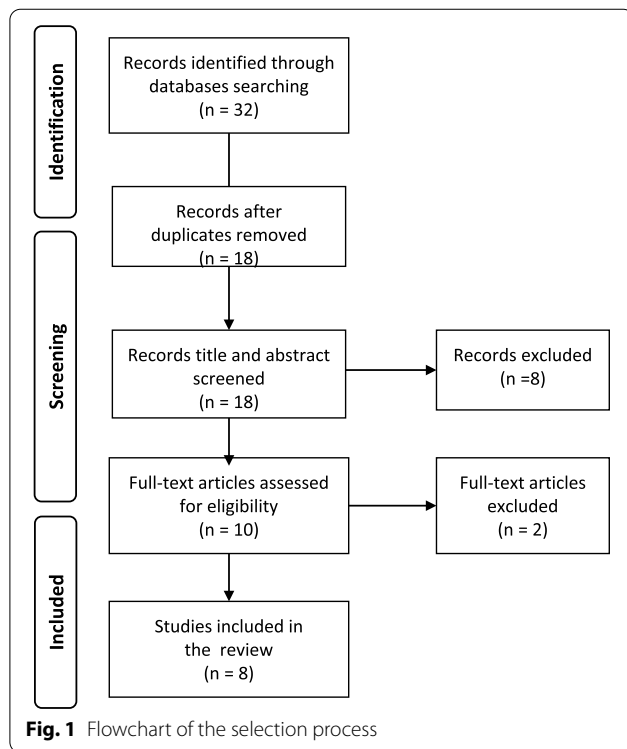 Identification
Records identified through
databases searching
(n = 32)
Records after
duplicates removed
(n = 18)
Screening
Records title and abstract
screened
(n = 18)
Records excluded
(n =8)
Full-text articles assessed
for eligibility
(n = 10)
Full-text articles
excluded
(n = 2)
Included
Studies included in
the review
(n = 8)
Fig. 1 Flowchart of the selection process